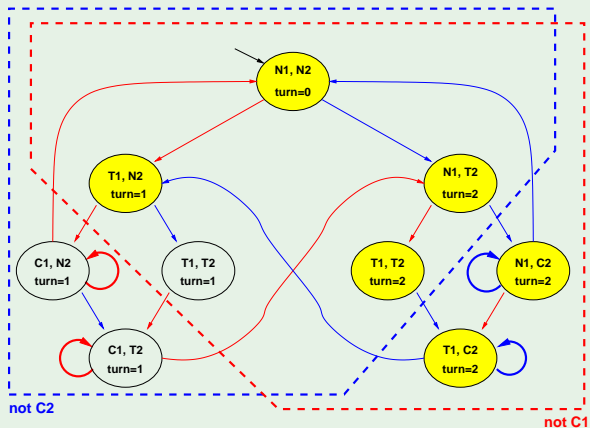 N1, N2
turn=0
T1, N2
turn=1
N1, T2
turn=2
C1, N2
turn=1
T1, T2
turn=1
T1, T2
turn=2
N1, C2
turn=2
C1, T2
turn=1
T1, C2
turn=2
not C2
not C1